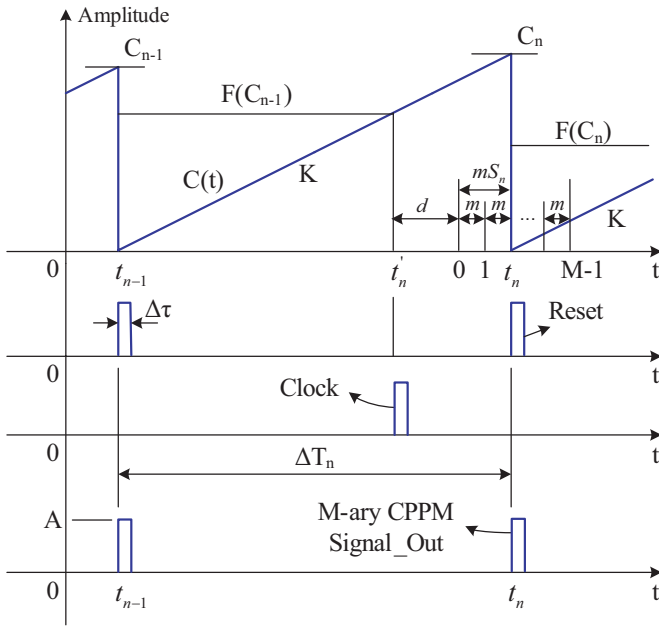 Amplitude
C_{n-1}
C_n
F(C_{n-1})
F(C_n)
mS_n
C(t)
K
d
m
m
...
m
K
0
t_{n-1}
t'_n
0
1
t_n
M-1
t
Δτ
Reset
0
t
Clock
0
t
ΔT_n
A
M-ary CPPM
Signal_Out
0
t_{n-1}
t_n
t